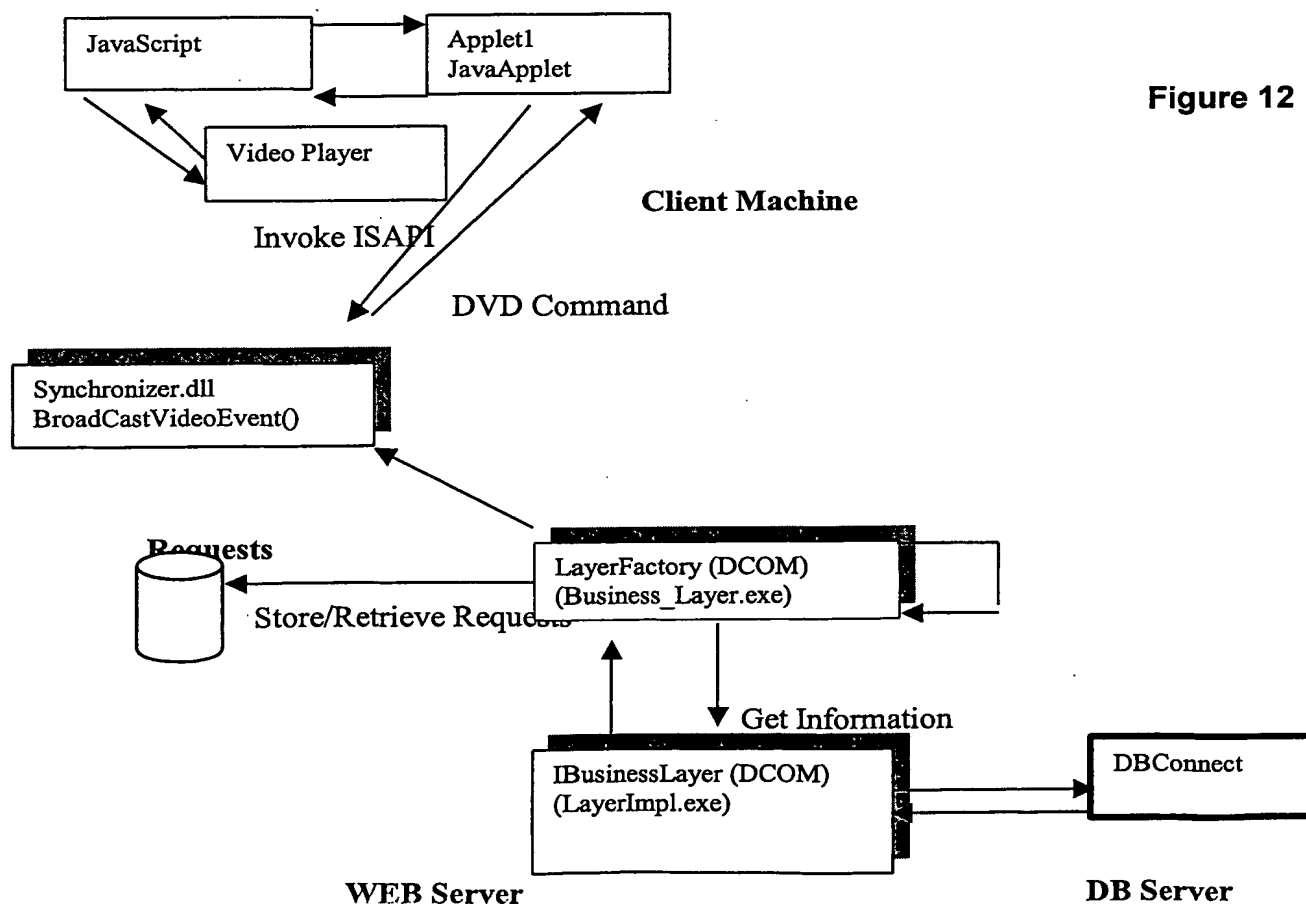 JavaScript
Applet1
JavaApplet
Figure 12
Video Player
Client Machine
Invoke ISAPI
DVD Command
Synchronizer.dll
BroadCastVideoEvent()
Requests
LayerFactory (DCOM)
(Business_Layer.exe)
Store/Retrieve Requests
Get Information
IBusinessLayer (DCOM)
(LayerImpl.exe)
DBConnect
WEB Server
DB Server